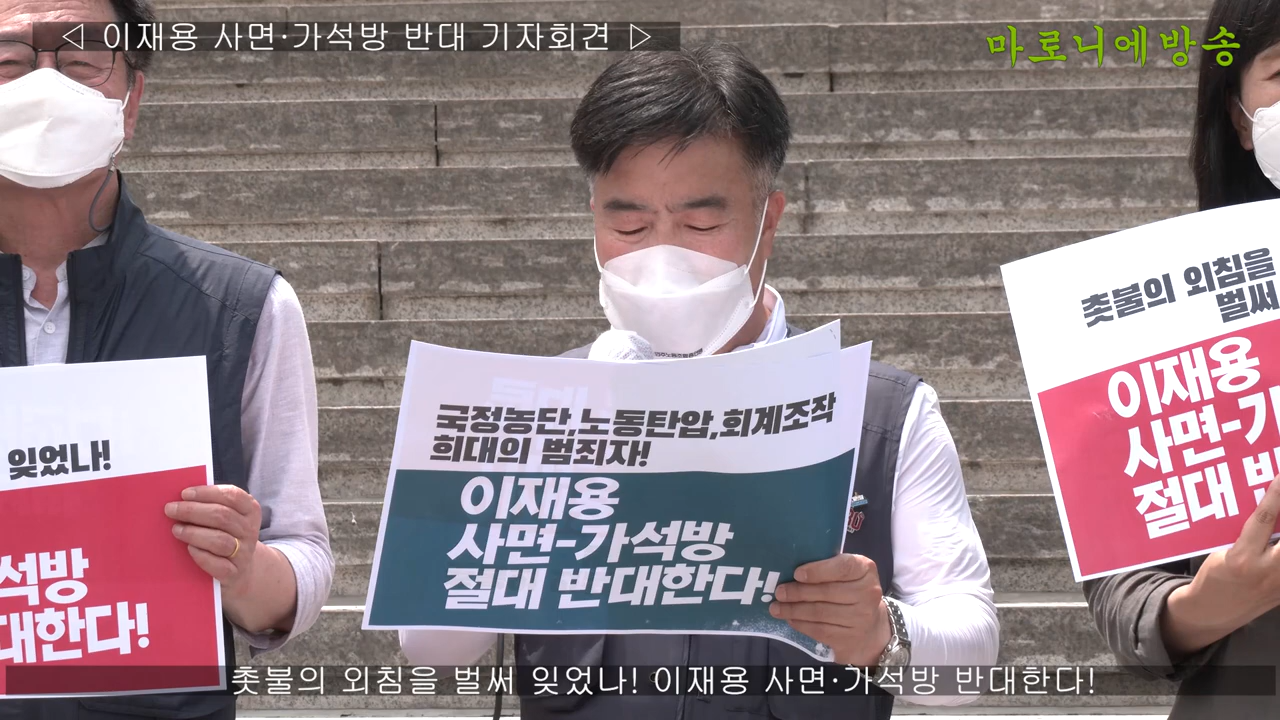 ◁ 이재용 사면·가석방 반대 기자회견 ▷
마로니에방송
잊었나!
석방
대한다!
국정농단,노동탄압,회계조작
희대의 범죄자!
이재용
사면-가석방
절대 반대한다!
촛불의 외침을
벌써
이재용
사면-가
절대 반
촛불의 외침을 벌써 잊었나! 이재용 사면·가석방 반대한다!